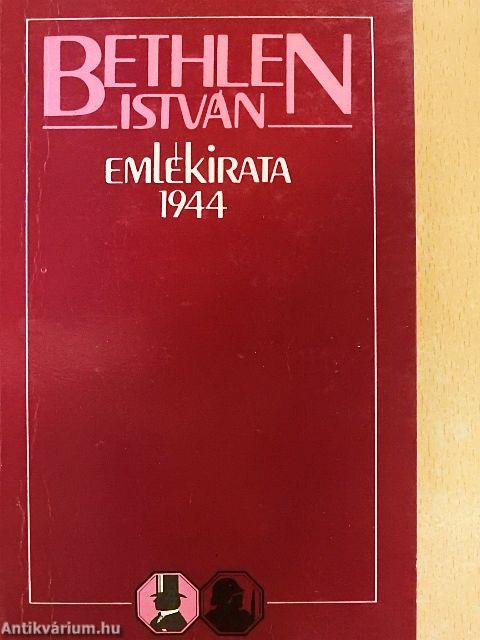 BETHLEN
ISTVÁN
EMLÉKIRATA
1944
Antikvárium.hu